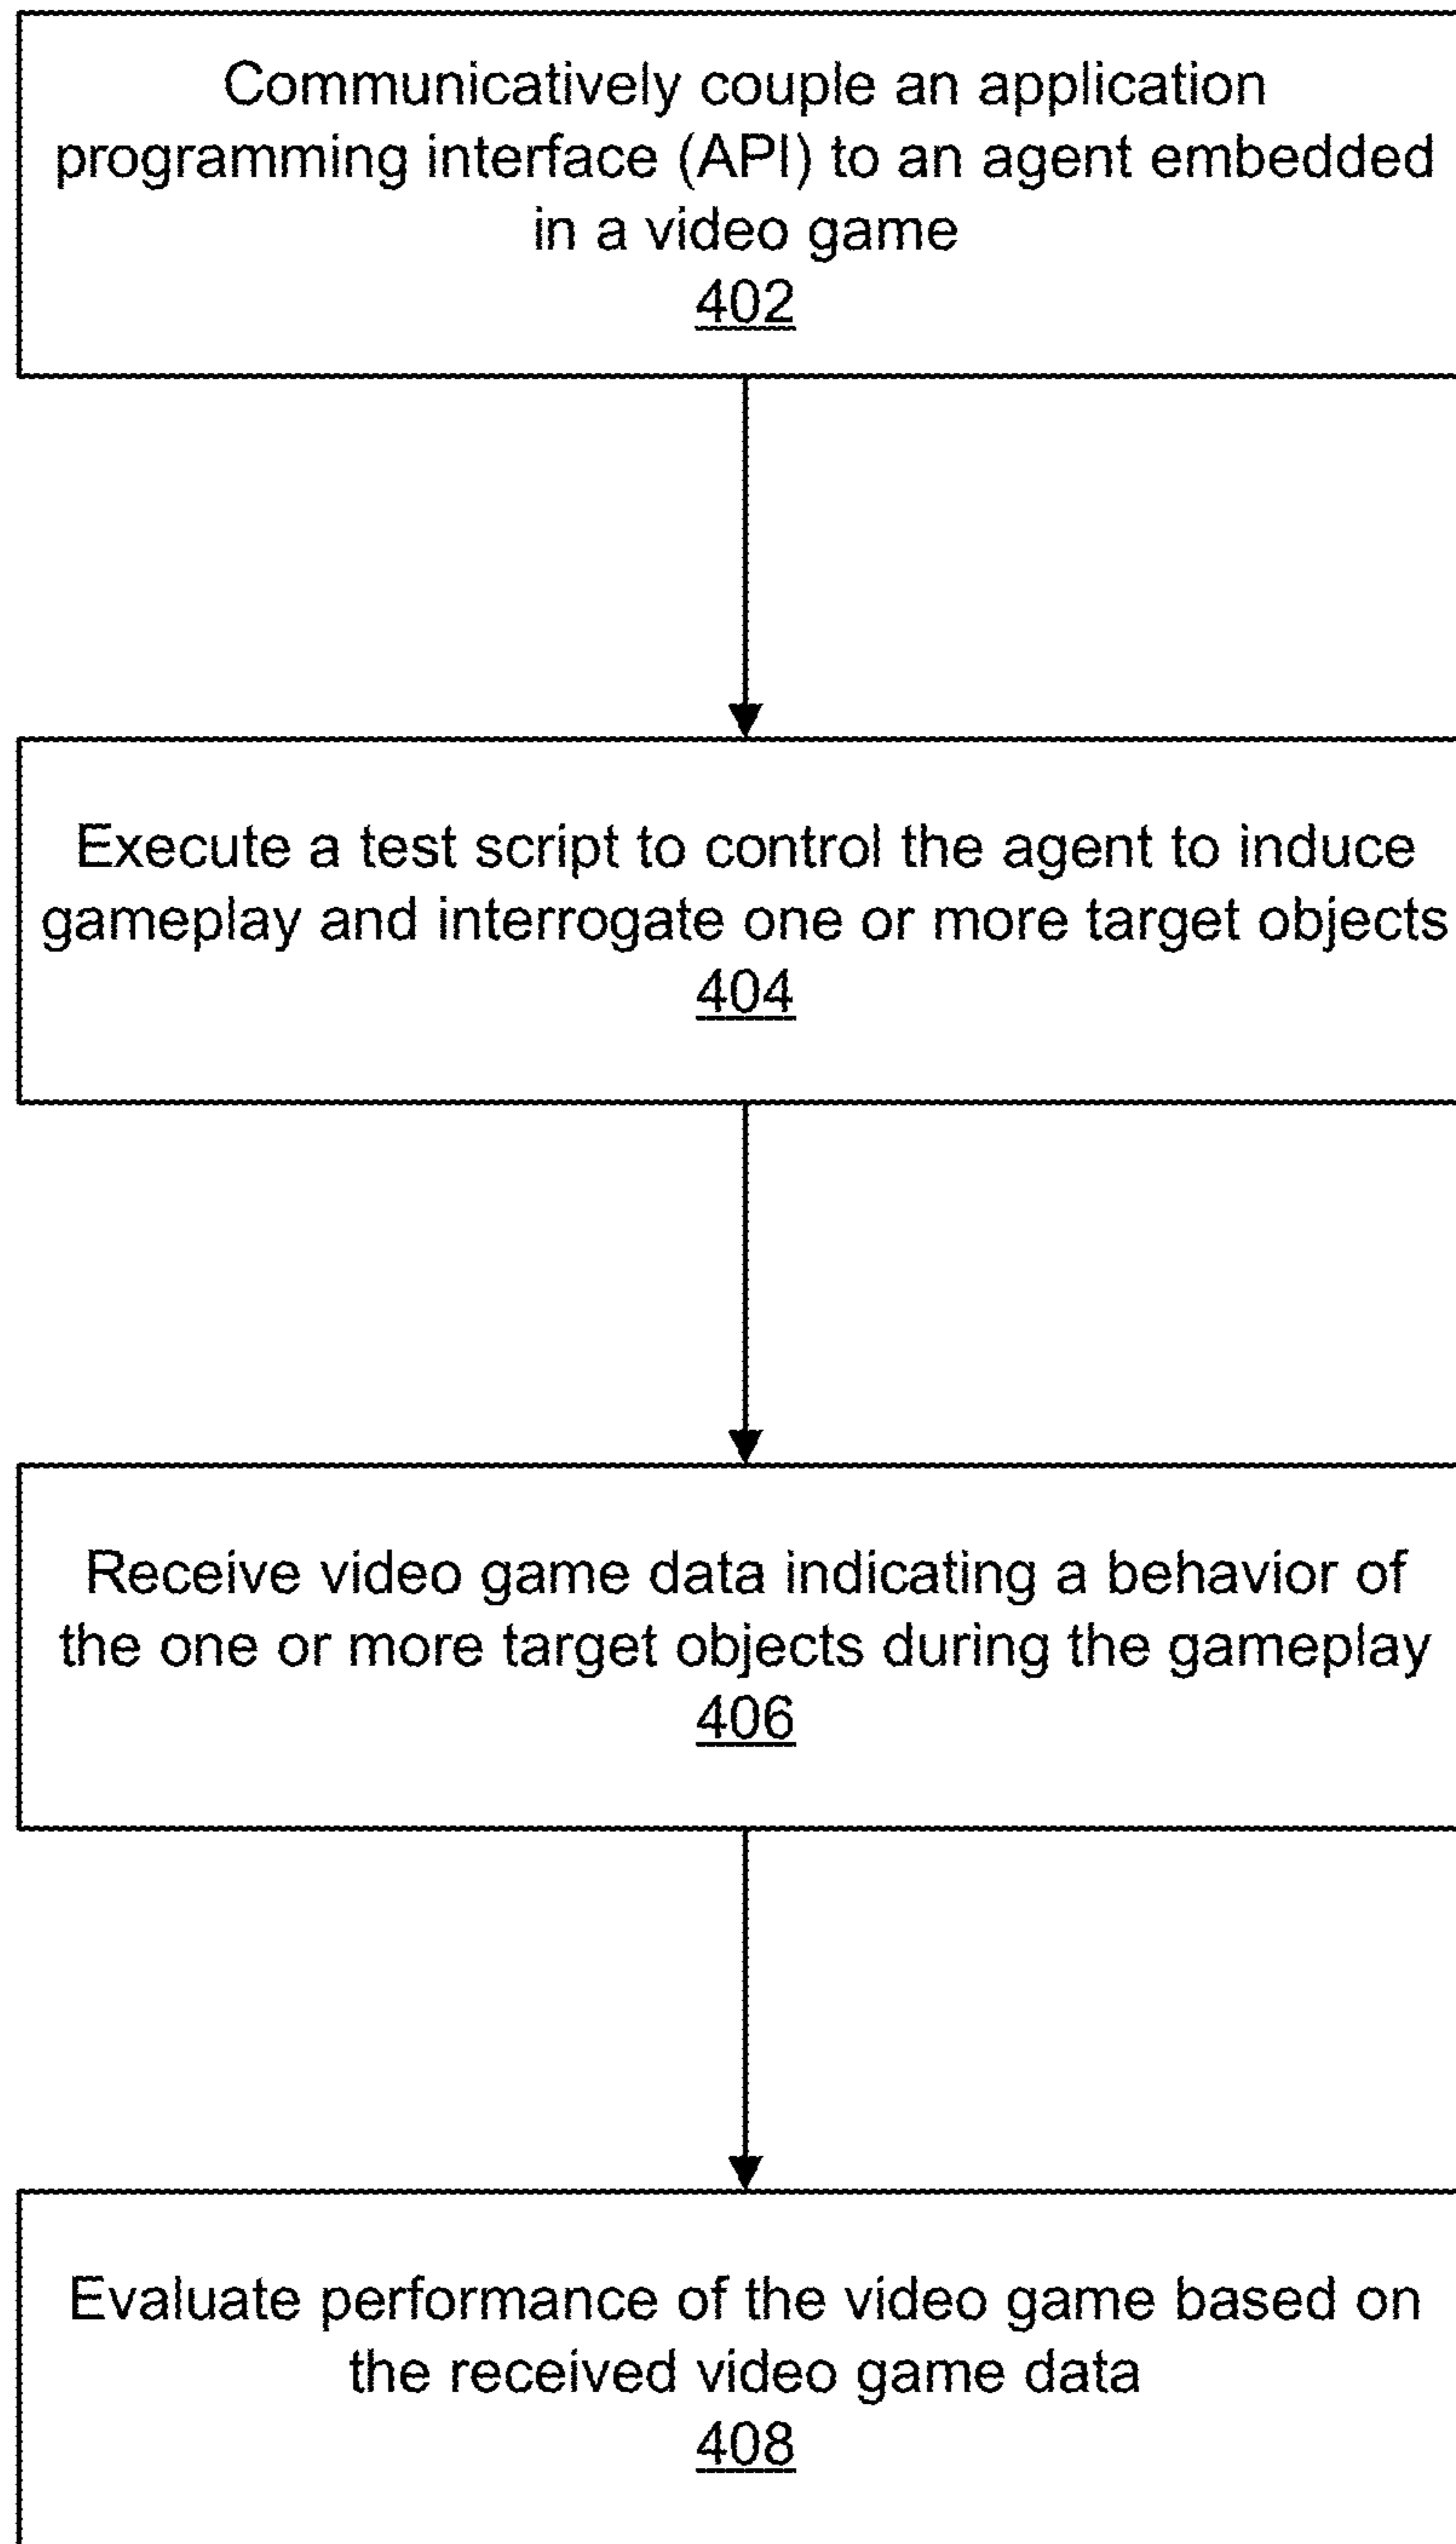 Communicatively couple an application
programming interface (API) to an agent embedded
in a video game
402
Execute a test script to control the agent to induce
gameplay and interrogate one or more target objects
404
Receive video game data indicating a behavior of
the one or more target objects during the gameplay
406
Evaluate performance of the video game based on
the received video game data
408